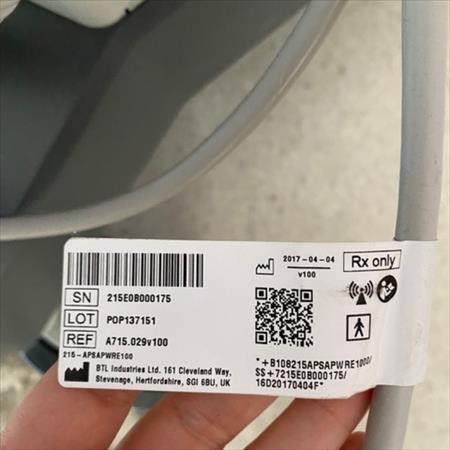 2017-04-04
v100
Rx only
SN 215E0B000175
LOT POP137151
REF A715.029v100
215-APSAPWRE100
BTL Industries Ltd. 161 Cleveland Way,
Stevenage, Hertfordshire, SG1 6BU, UK
*+B108215APSAPWRE1000/
SS+7215E0B000175/
16D20170404F*